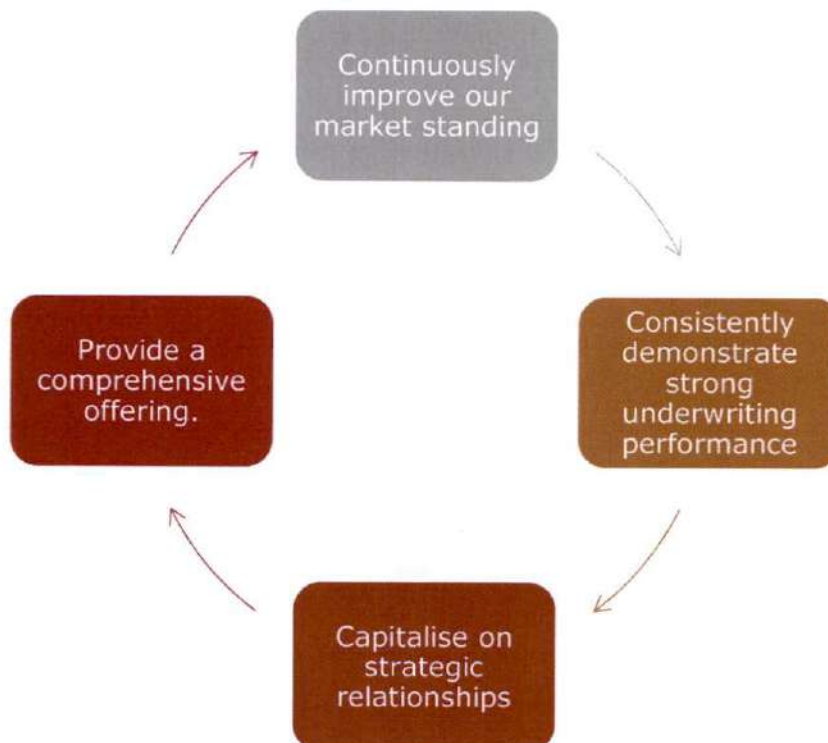 Continuously
improve our
market standing
Consistently
demonstrate
strong
underwriting
performance
Capitalise on
strategic
relationships
Provide a
comprehensive
offering.